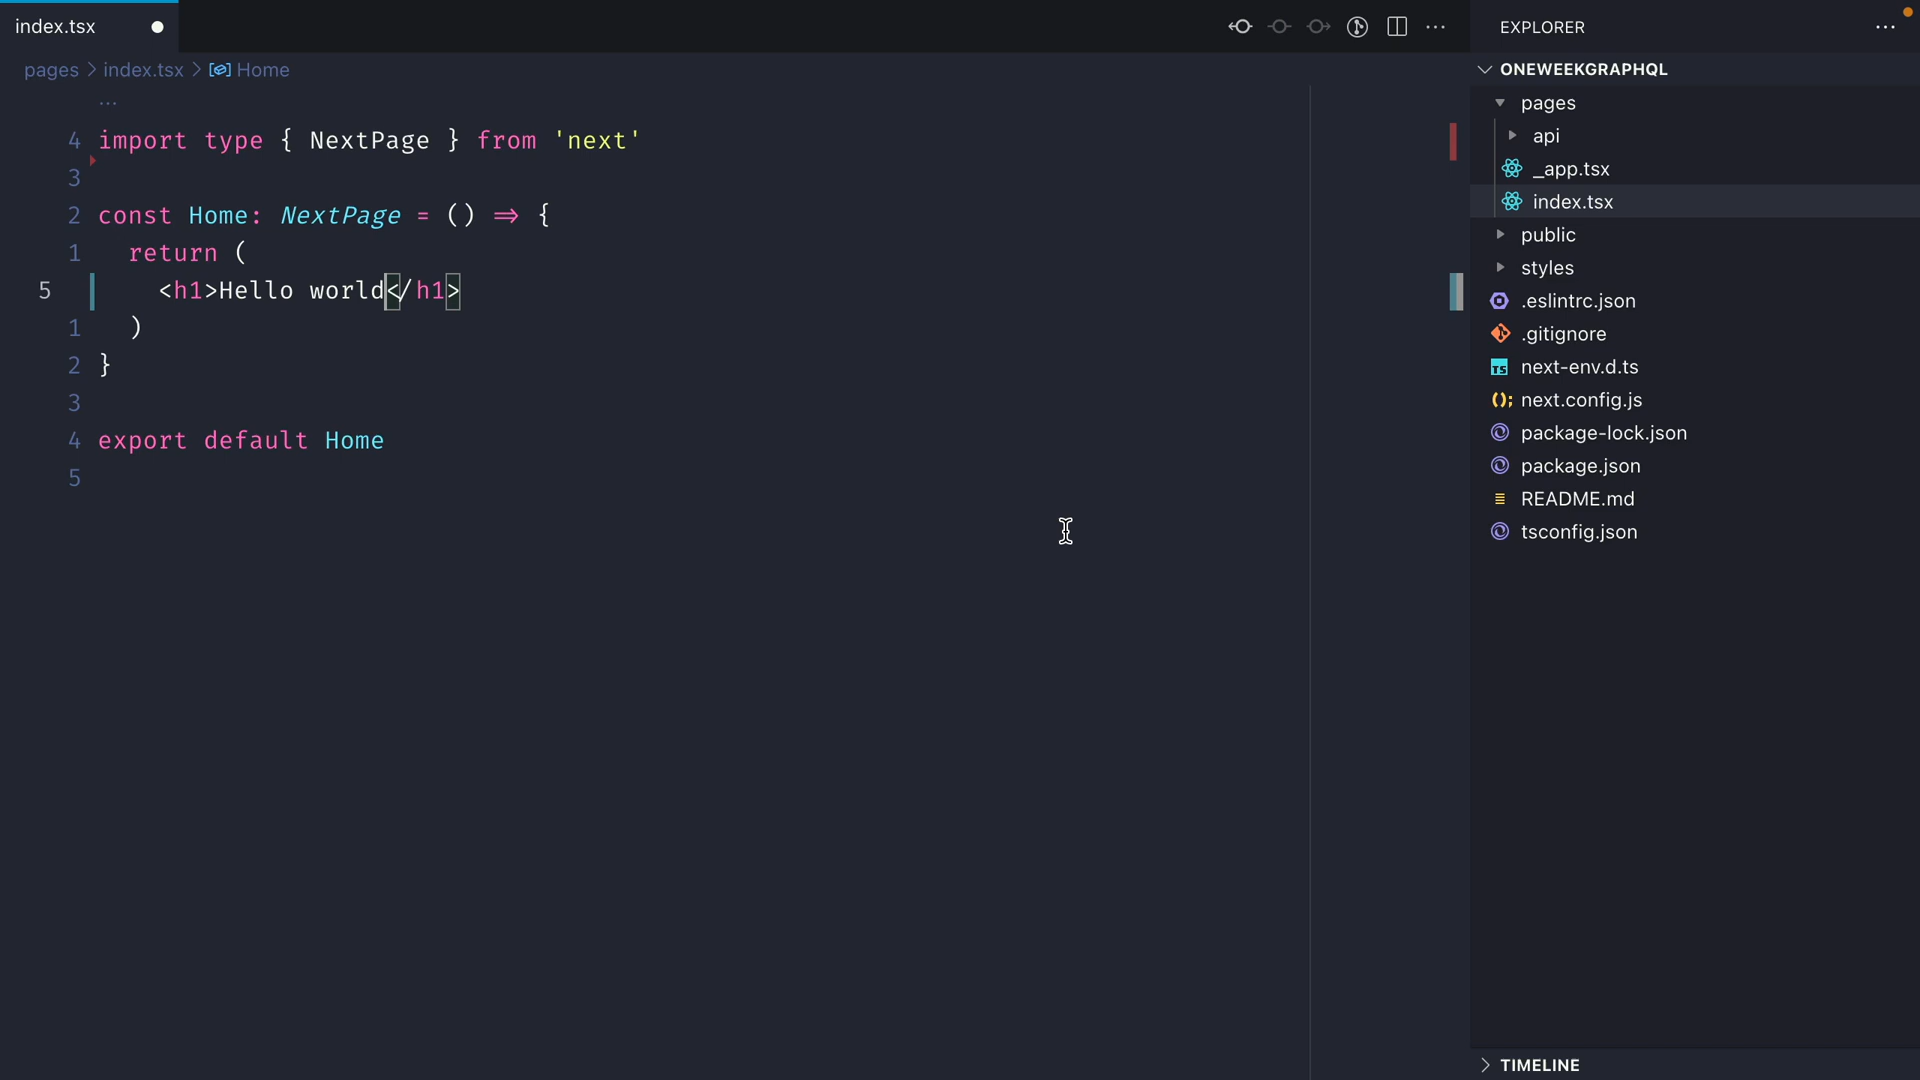 index.tsx
pages > index.tsx > Home
...
4 import type { NextPage } from 'next'
3
2 const Home: NextPage = () => {
1 return (
5 <h1>Hello world</h1>
1 )
2 }
3
4 export default Home
5
EXPLORER
ONEWEEKGRAPHQL
pages
api
_app.tsx
index.tsx
public
styles
.eslintrc.json
.gitignore
TS next-env.d.ts
next.config.js
package-lock.json
package.json
README.md
tsconfig.json
TIMELINE